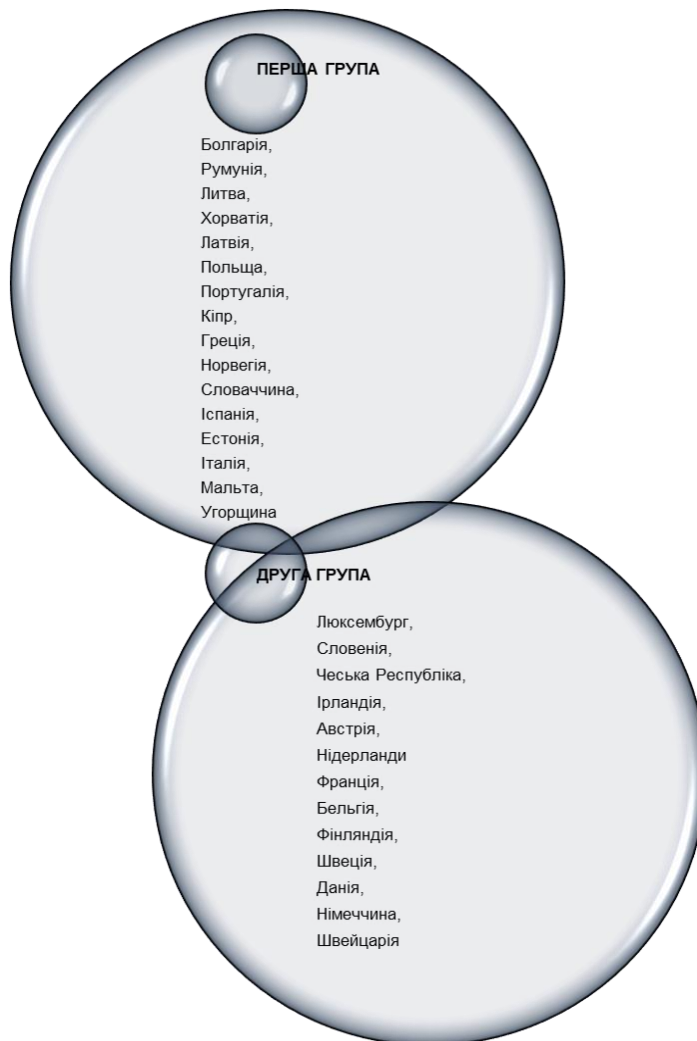 ПЕРША ГРУПА
Болгарія,
Румунія,
Литва,
Хорватія,
Латвія,
Польща,
Португалія,
Кіпр,
Греція,
Норвегія,
Словаччина,
Іспанія,
Естонія,
Італія,
Мальта,
Угорщина
ДРУГА ГРУПА
Люксембург,
Словенія,
Чеська Республіка,
Ірландія,
Австрія,
Нідерланди
Франція,
Бельгія,
Фінляндія,
Швеція,
Данія,
Німеччина,
Швейцарія